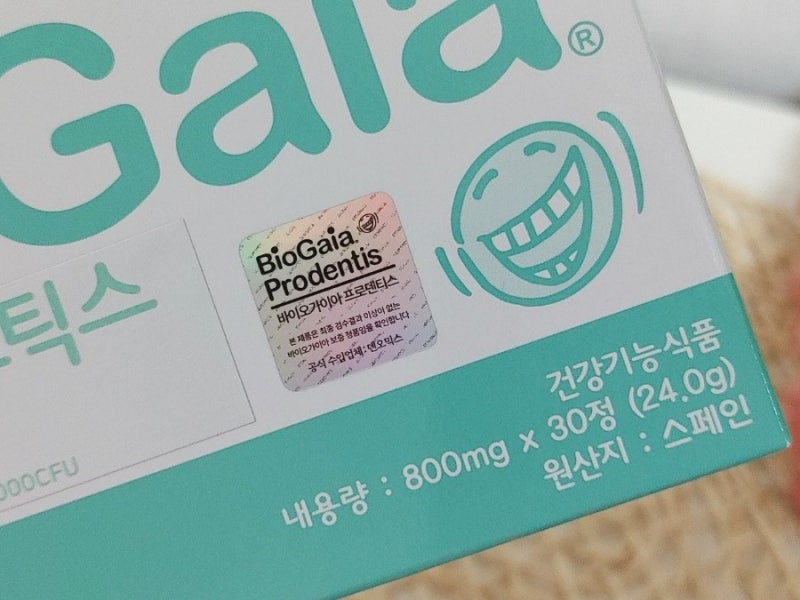 Gaia®
BioGaia
Prodentis
바이오가이아 프로덴티스
본 제품은 최종 검수결과 이상이 없는
바이오가이아 보증 정품임을 확인합니다
공식 수입업체: 덴오믹스
틱스
000CFU
건강기능식품
내용량 : 800mg x 30정 (24.0g)
원산지 : 스페인